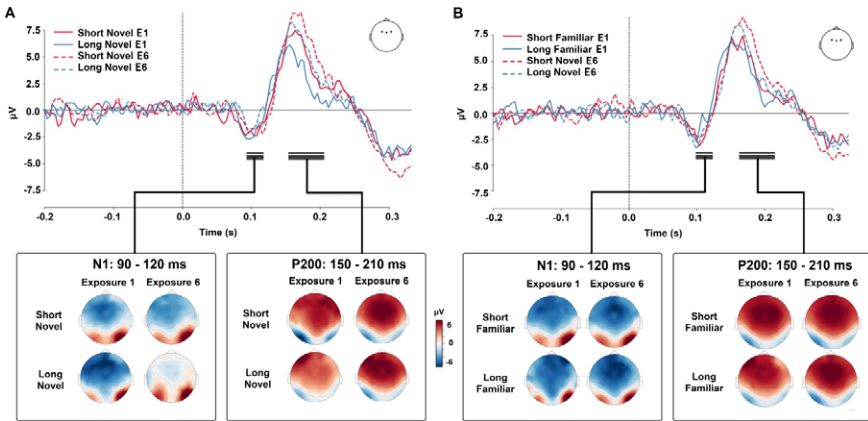 A
Short Novel E1
Long Novel E1
Short Novel E6
Long Novel E6
7.5
5.0
2.5
0.0
-2.5
-5.0
-7.5
μV
-0.2
-0.1
0.0
0.1
0.2
0.3
Time (s)
N1: 90 - 120 ms
Exposure 1 Exposure 6
Short Novel
Long Novel
P200: 150 - 210 ms
Exposure 1 Exposure 6
Short Novel
Long Novel
μV
6
0
-6
B
Short Familiar E1
Long Familiar E1
Short Novel E6
Long Novel E6
7.5
5.0
2.5
0.0
-2.5
-5.0
-7.5
μV
-0.2
-0.1
0.0
0.1
0.2
0.3
Time (s)
N1: 90 - 120 ms
Exposure 1 Exposure 6
Short Familiar
Long Familiar
P200: 150 - 210 ms
Exposure 1 Exposure 6
Short Familiar
Long Familiar